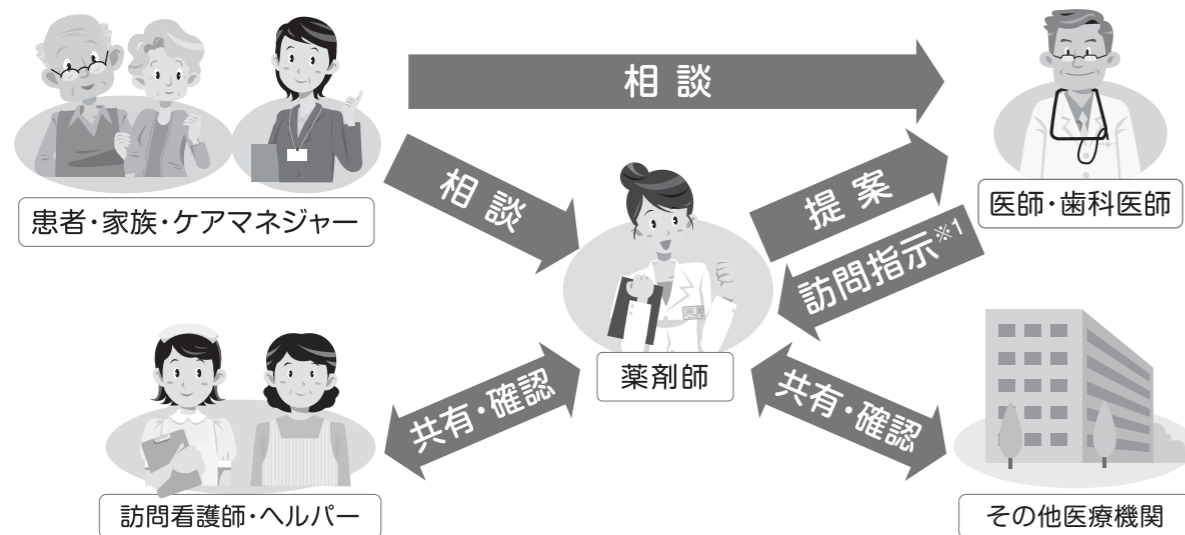 相談
患者・家族・ケアマネジャー
医師・歯科医師
相談
提案
訪問指示※1
薬剤師
共有・確認
共有・確認
訪問看護師・ヘルパー
その他医療機関